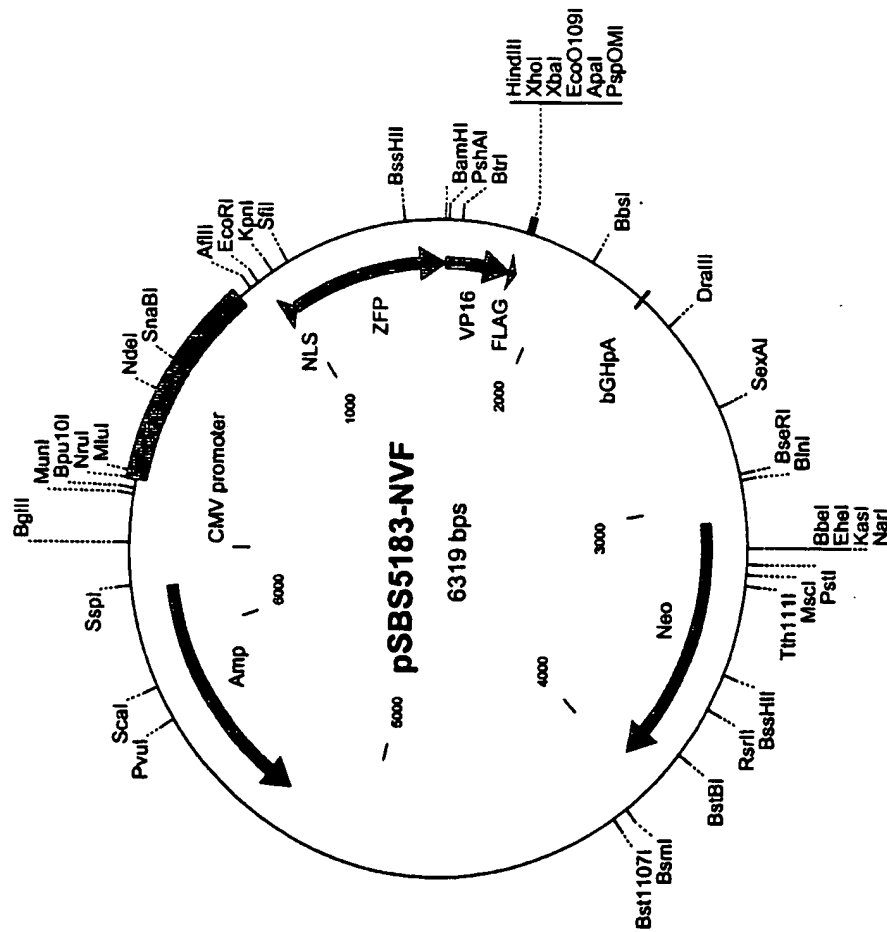 BglII
MunI
Bpu10I
NruI
MluI
NdeI
SnaBI
AflII
EcoRI
KpnI
SfiI
BssHII
BamHI
PshAI
BtrI
HindIII
XhoI
XbaI
EcoO109I
ApaI
PspOMI
BbsI
DraIII
SexAI
BseRI
BlnI
BbeI
EheI
KasI
NarI
PstI
MscI
Tth111I
BssHII
RsrII
BstBI
BsmI
Bst1107I
PvuI
ScaI
SspI
CMV promoter
NLS
ZFP
VP16
FLAG
bGHpA
Neo
Amp
1000
2000
3000
4000
5000
6000
pSBS5183-NVF
6319 bps